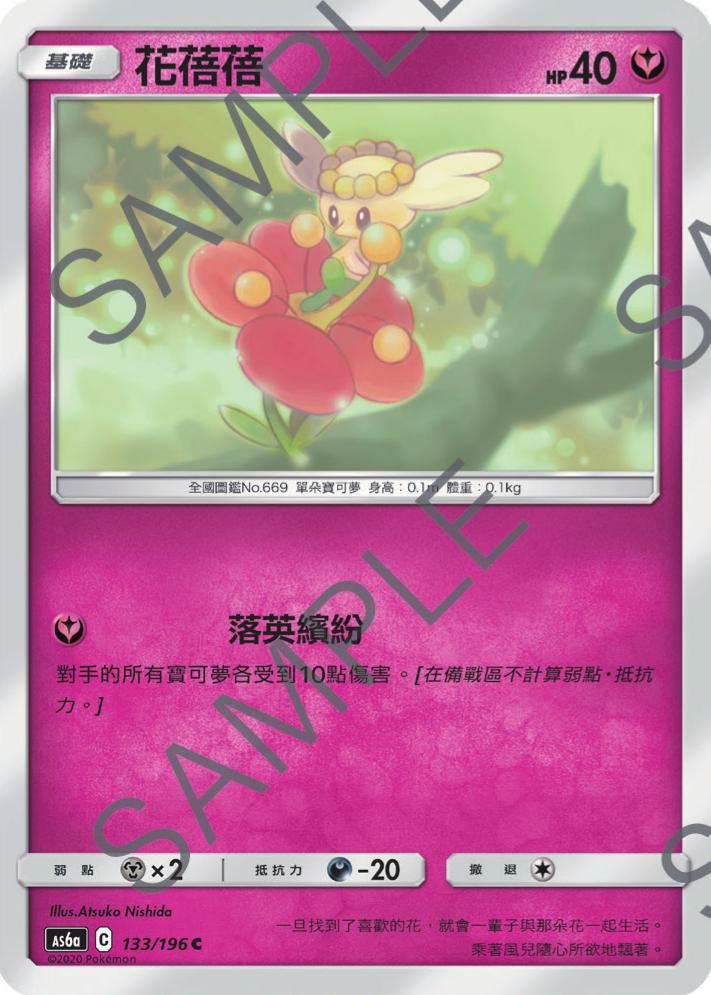 基礎 花蓓蓓 HP40
全國圖鑑No.669 單朵寶可夢 身高：0.1m 體重：0.1kg
落英繽紛
對手的所有寶可夢各受到10點傷害。[在備戰區不計算弱點·抵抗
力。]
弱點 ×2 抵抗力 -20 撤退
Illus.Atsuko Nishida
一旦找到了喜歡的花，就會一輩子與那朵花一起生活。
乘著風兒隨心所欲地飄著。
AS6a C 133/196 C
©2020 Pokémon
SAMPLE
SAMPLE
SA
S